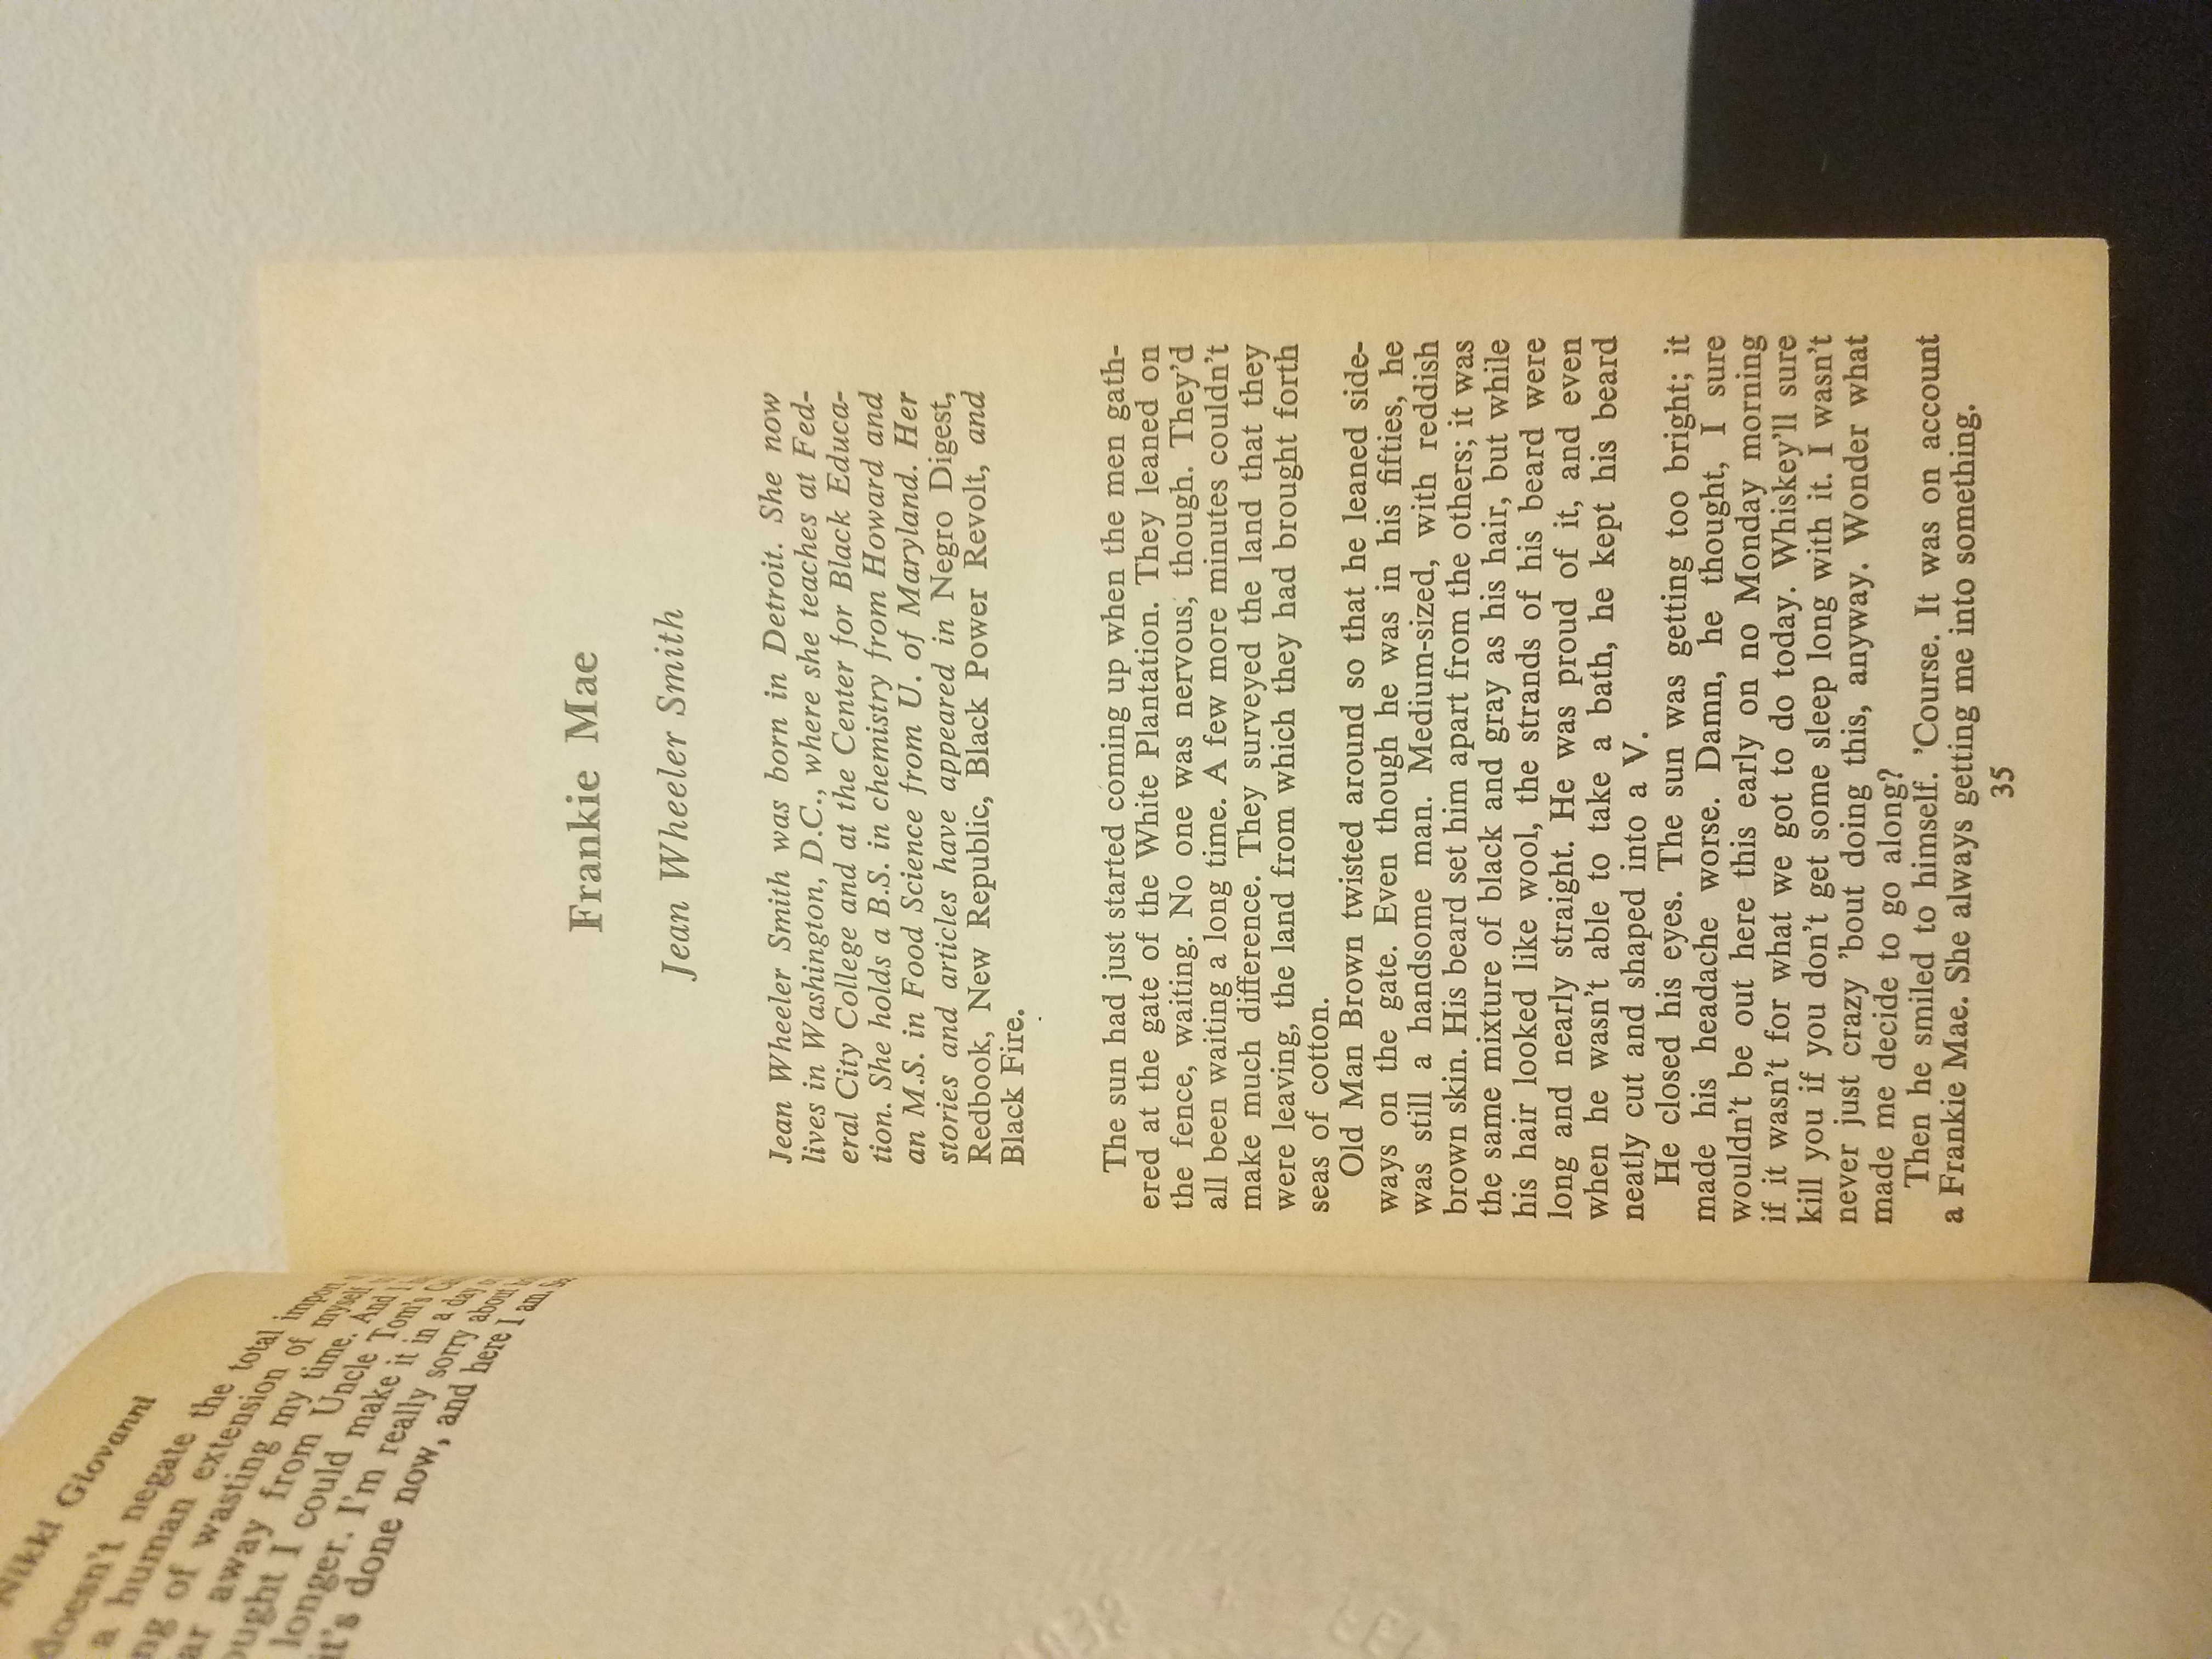 Nikki Giovanni
doesn't negate the total
a human extension of myself
of wasting my time. And I
away from Uncle Tom's
I could make it in a day
longer. I'm really sorry about
it's done now, and here I am.
Frankie Mae
Jean Wheeler Smith
Jean Wheeler Smith was born in Detroit. She now
lives in Washington, D.C., where she teaches at Fed-
eral City College and at the Center for Black Educa-
tion. She holds a B.S. in chemistry from Howard and
an M.S. in Food Science from U. of Maryland. Her
stories and articles have appeared in Negro Digest,
Redbook, New Republic, Black Power Revolt, and
Black Fire.
The sun had just started coming up when the men gath-
ered at the gate of the White Plantation. They leaned on
the fence, waiting. No one was nervous, though. They'd
all been waiting a long time. A few more minutes couldn't
make much difference. They surveyed the land that they
were leaving, the land from which they had brought forth
seas of cotton.
Old Man Brown twisted around so that he leaned side-
ways on the gate. Even though he was in his fifties, he
was still a handsome man. Medium-sized, with reddish
brown skin. His beard set him apart from the others; it was
the same mixture of black and gray as his hair, but while
his hair looked like wool, the strands of his beard were
long and nearly straight. He was proud of it, and even
when he wasn't able to take a bath, he kept his beard
neatly cut and shaped into a V.
He closed his eyes. The sun was getting too bright; it
made his headache worse. Damn, he thought, I sure
wouldn't be out here this early on no Monday morning
if it wasn't for what we got to do today. Whiskey'll sure
kill you if you don't get some sleep long with it. I wasn't
never just crazy 'bout doing this, anyway. Wonder what
made me decide to go along?
Then he smiled to himself. 'Course. It was on account
a Frankie Mae. She always getting me into something.
35